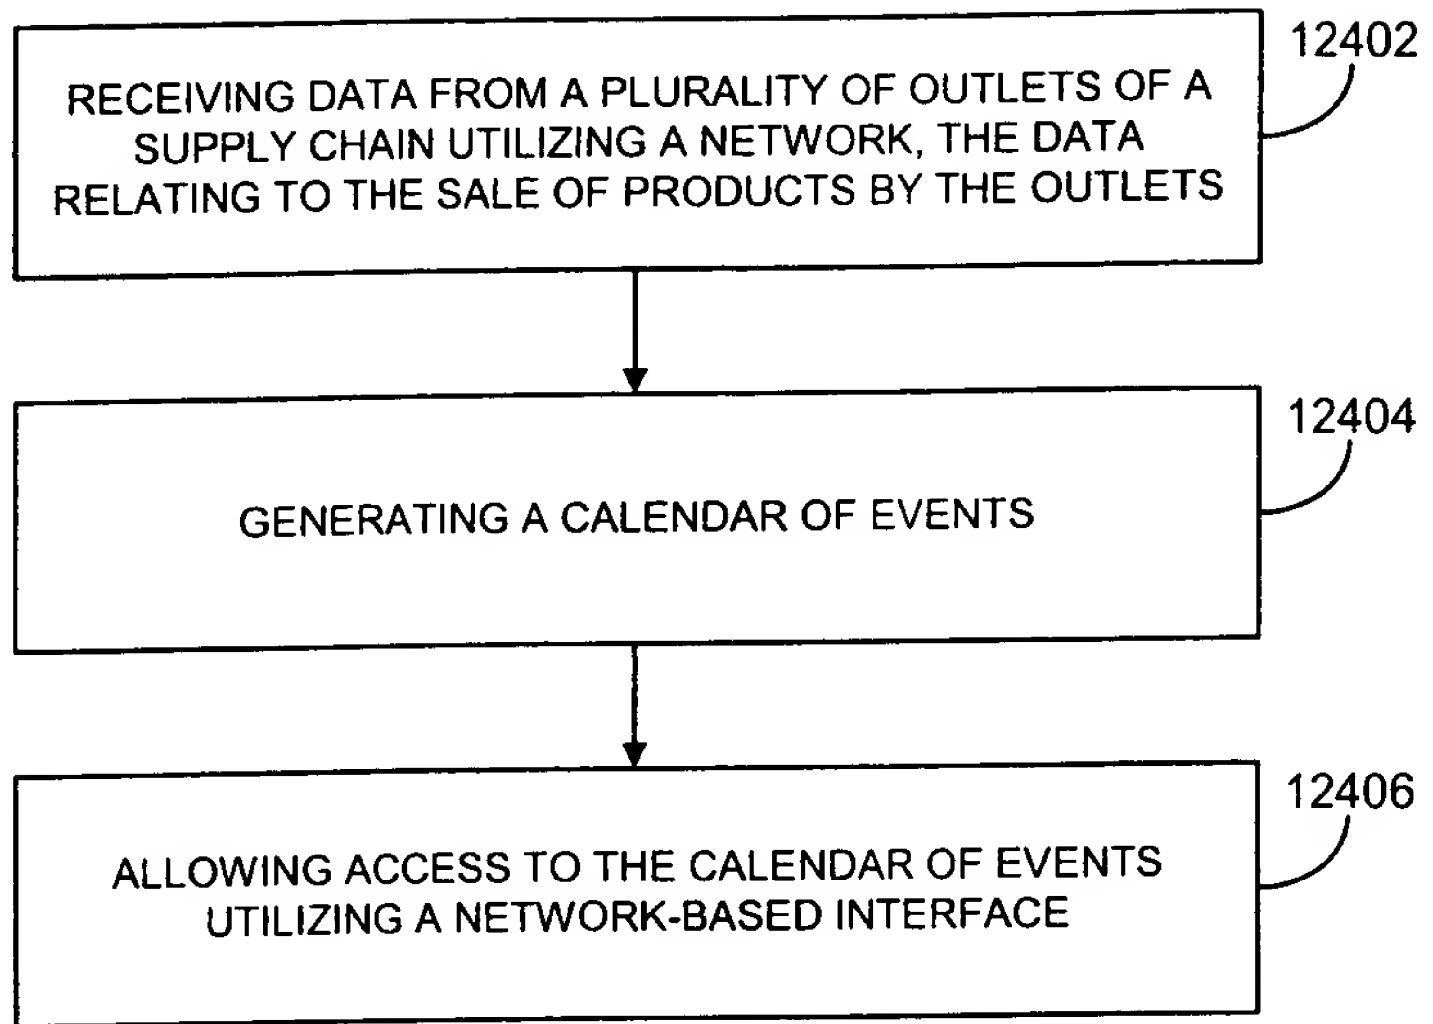 12402
RECEIVING DATA FROM A PLURALITY OF OUTLETS OF A
SUPPLY CHAIN UTILIZING A NETWORK, THE DATA
RELATING TO THE SALE OF PRODUCTS BY THE OUTLETS
12404
GENERATING A CALENDAR OF EVENTS
12406
ALLOWING ACCESS TO THE CALENDAR OF EVENTS
UTILIZING A NETWORK-BASED INTERFACE